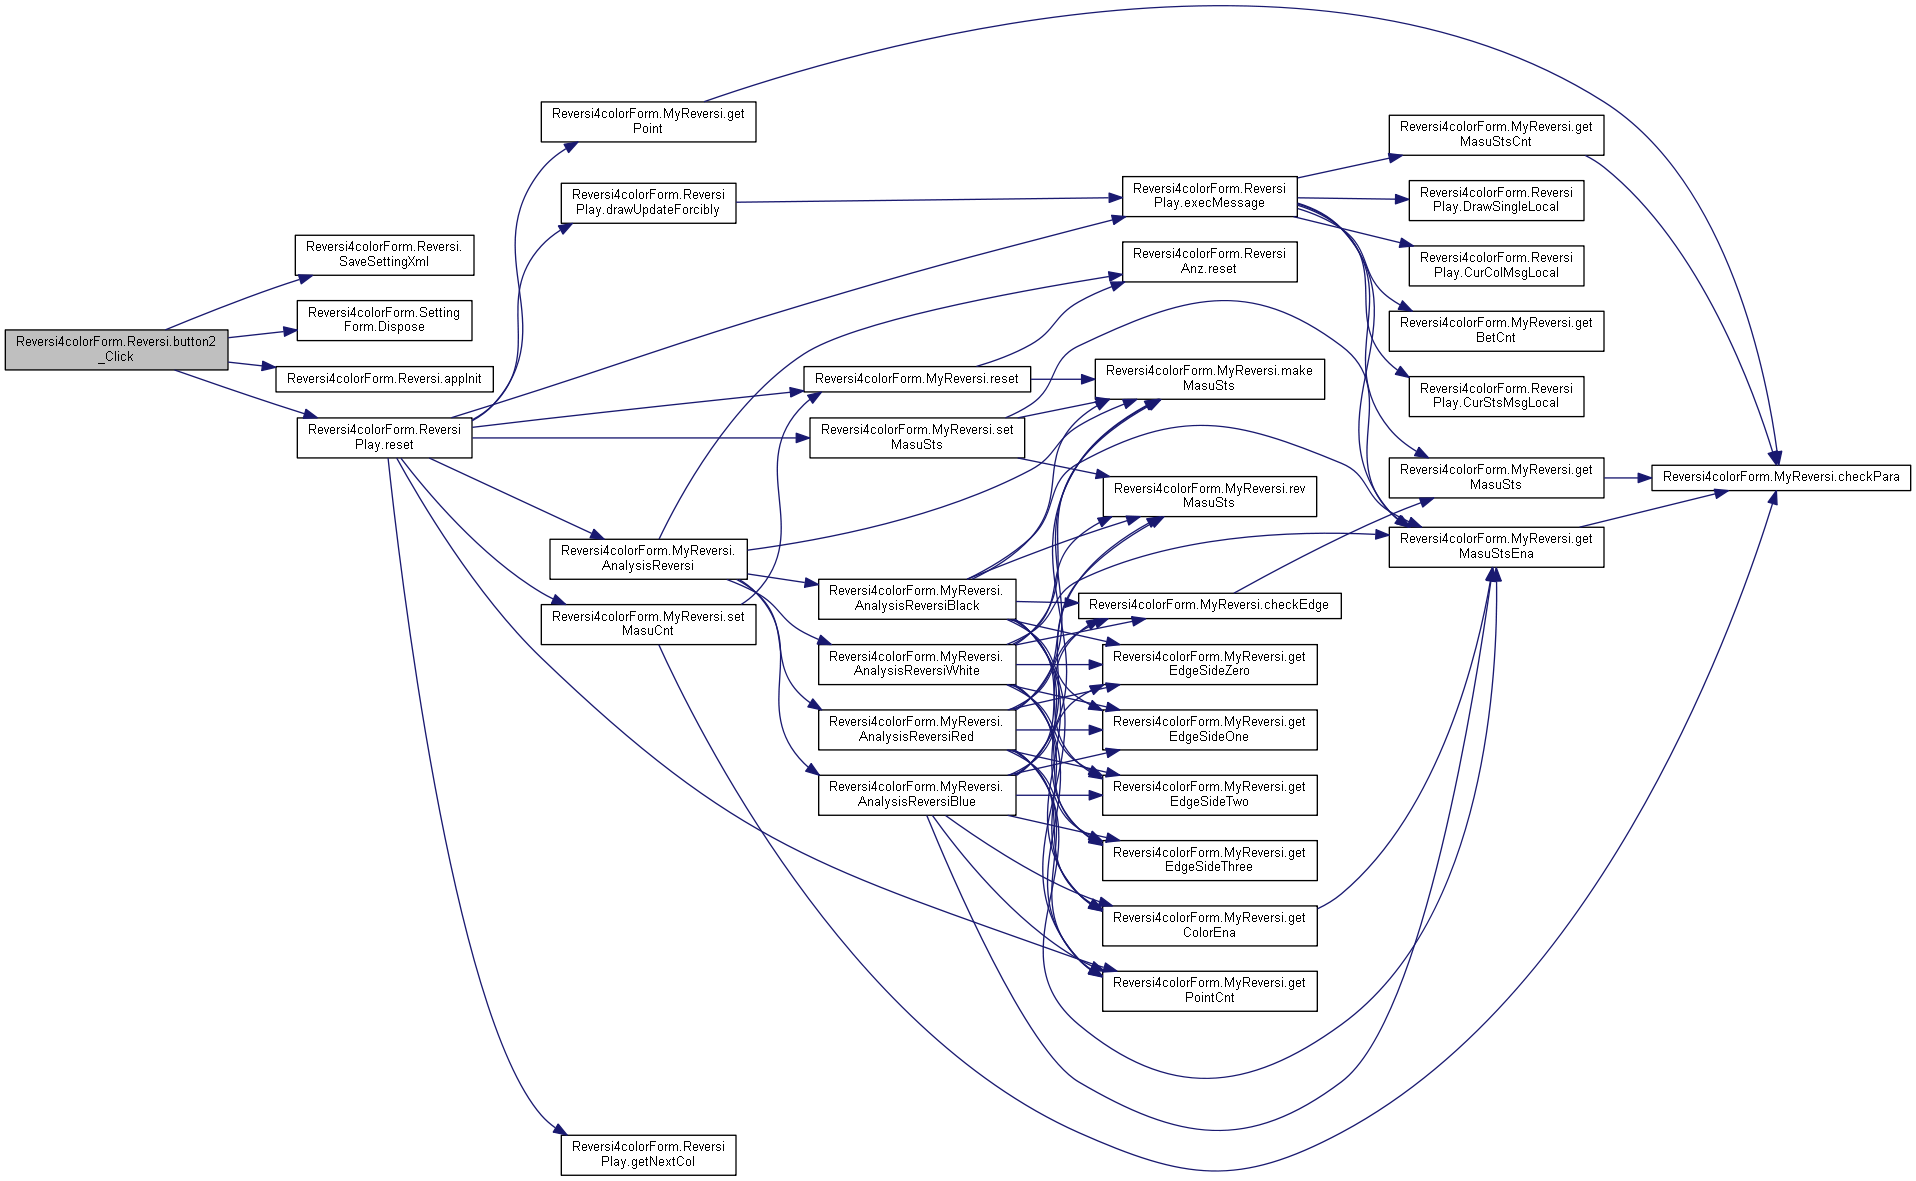 Reversi4colorForm.Reversi.button2
_Click
Reversi4colorForm.Reversi.
SaveSettingXml
Reversi4colorForm.Setting
Form.Dispose
Reversi4colorForm.Reversi.appInit
Reversi4colorForm.Reversi
Play.reset
Reversi4colorForm.MyReversi.get
Point
Reversi4colorForm.Reversi
Play.drawUpdateForcibly
Reversi4colorForm.MyReversi.
AnalysisReversi
Reversi4colorForm.MyReversi.set
MasuCnt
Reversi4colorForm.Reversi
Play.getNextCol
Reversi4colorForm.MyReversi.reset
Reversi4colorForm.MyReversi.set
MasuSts
Reversi4colorForm.MyReversi.
AnalysisReversiBlack
Reversi4colorForm.MyReversi.
AnalysisReversiWhite
Reversi4colorForm.MyReversi.
AnalysisReversiRed
Reversi4colorForm.MyReversi.
AnalysisReversiBlue
Reversi4colorForm.Reversi
Play.execMessage
Reversi4colorForm.Reversi
Anz.reset
Reversi4colorForm.MyReversi.make
MasuSts
Reversi4colorForm.MyReversi.rev
MasuSts
Reversi4colorForm.MyReversi.checkEdge
Reversi4colorForm.MyReversi.get
EdgeSideZero
Reversi4colorForm.MyReversi.get
EdgeSideOne
Reversi4colorForm.MyReversi.get
EdgeSideTwo
Reversi4colorForm.MyReversi.get
EdgeSideThree
Reversi4colorForm.MyReversi.get
ColorEna
Reversi4colorForm.MyReversi.get
PointCnt
Reversi4colorForm.MyReversi.get
MasuStsCnt
Reversi4colorForm.Reversi
Play.DrawSingleLocal
Reversi4colorForm.Reversi
Play.CurColMsgLocal
Reversi4colorForm.MyReversi.get
BetCnt
Reversi4colorForm.Reversi
Play.CurStsMsgLocal
Reversi4colorForm.MyReversi.get
MasuSts
Reversi4colorForm.MyReversi.get
MasuStsEna
Reversi4colorForm.MyReversi.checkPara